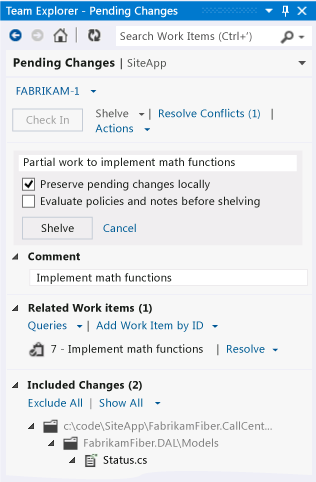 Team Explorer - Pending Changes
Search Work Items (Ctrl+')
Pending Changes | SiteApp
FABRIKAM-1
Check In
Shelve | Resolve Conflicts (1) |
Actions
Partial work to implement math functions
Preserve pending changes locally
Evaluate policies and notes before shelving
Shelve Cancel
Comment
Implement math functions
Related Work items (1)
Queries | Add Work Item by ID
7 - Implement math functions | Resolve
Included Changes (2)
Exclude All | Show All
c:\code\SiteApp\FabrikamFiber.CallCent...
FabrikamFiber.DAL\Models
Status.cs